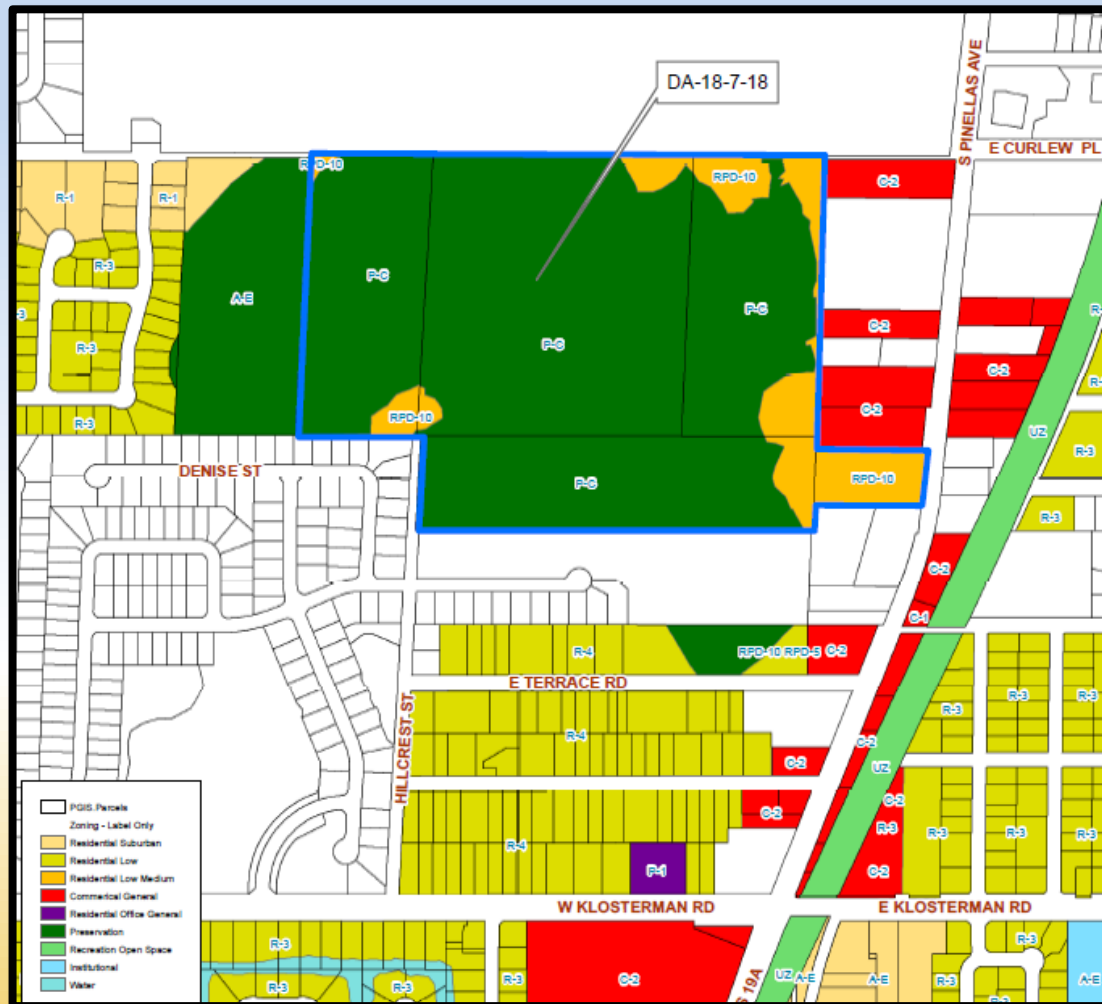 DA-18-7-18
S PINELLAS AVE
E CURLEW PL
RPD-10
RPD-10
C-2
R-1
R-1
R-3
A-E
P-C
P-C
P-C
C-2
R-3
C-2
R-3
RPD-10
C-2
UZ
R-3
DENISE ST
P-C
RPD-10
R-3
C-2
C-1
R-4
RPD-10
RPD-5
C-2
E TERRACE RD
R-3
R-3
R-3
HILLCREST ST
R-4
C-2
C-2
UZ
C-2
C-2
R-3
R-3
R-3
R-3
R-4
P-1
C-2
W KLOSTERMAN RD
E KLOSTERMAN RD
R-3
R-3
R-3
R-3
C-2
S 19A
UZ
A-E
A-E
R-3
A-E
PGIS.Parcels
Zoning - Label Only
Residential Suburban
Residential Low
Residential Low Medium
Commerical General
Residential Office General
Preservation
Recreation Open Space
Institutional
Water